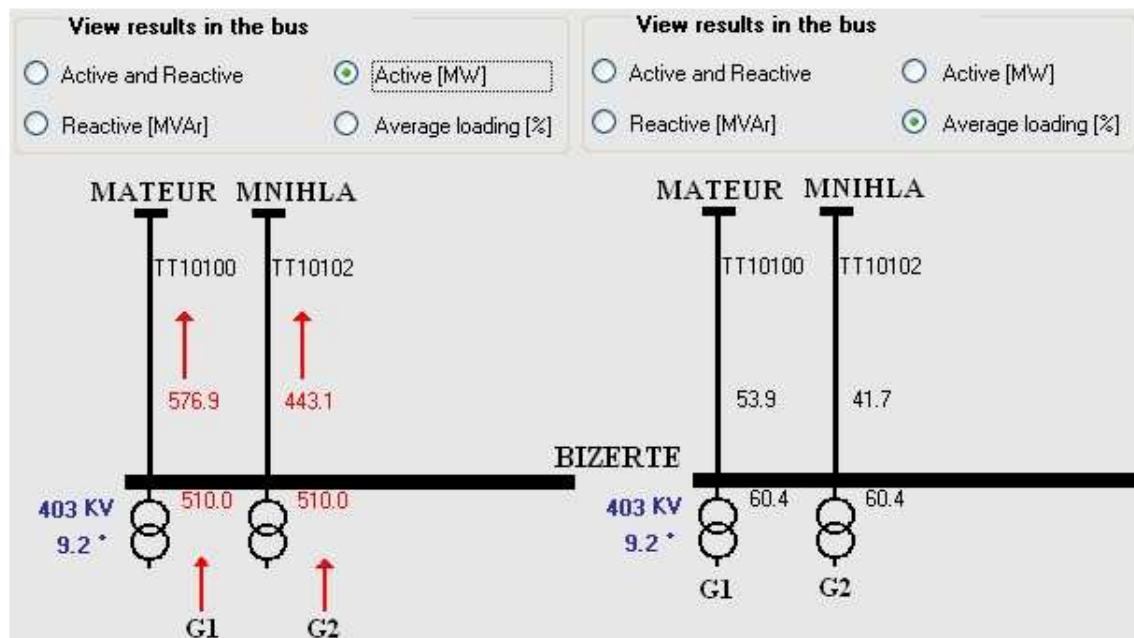 View results in the bus
Active and Reactive
Active [MW]
Reactive [MVAr]
Average loading [%]
MATEUR MNIHLA
TT10100
TT10102
576.9
443.1
510.0
510.0
403 KV
9.2 °
G1
G2
View results in the bus
Active and Reactive
Active [MW]
Reactive [MVAr]
Average loading [%]
MATEUR MNIHLA
TT10100
TT10102
53.9
41.7
BIZERTE
60.4
60.4
403 KV
9.2 °
G1
G2